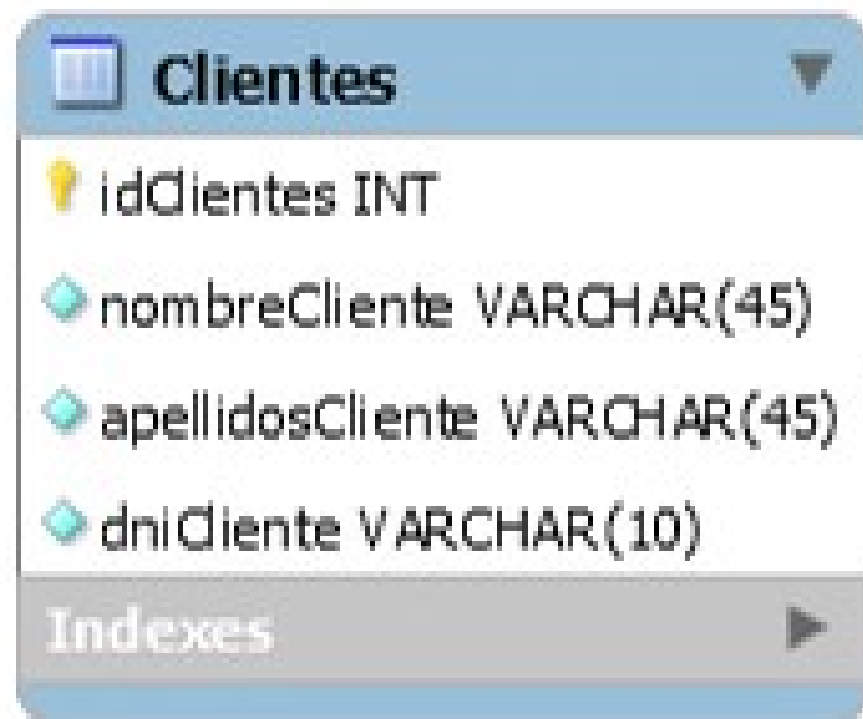 Clientes
idClientes INT
nombreCliente VARCHAR(45)
apellidosCliente VARCHAR(45)
dniCliente VARCHAR(10)
Indexes